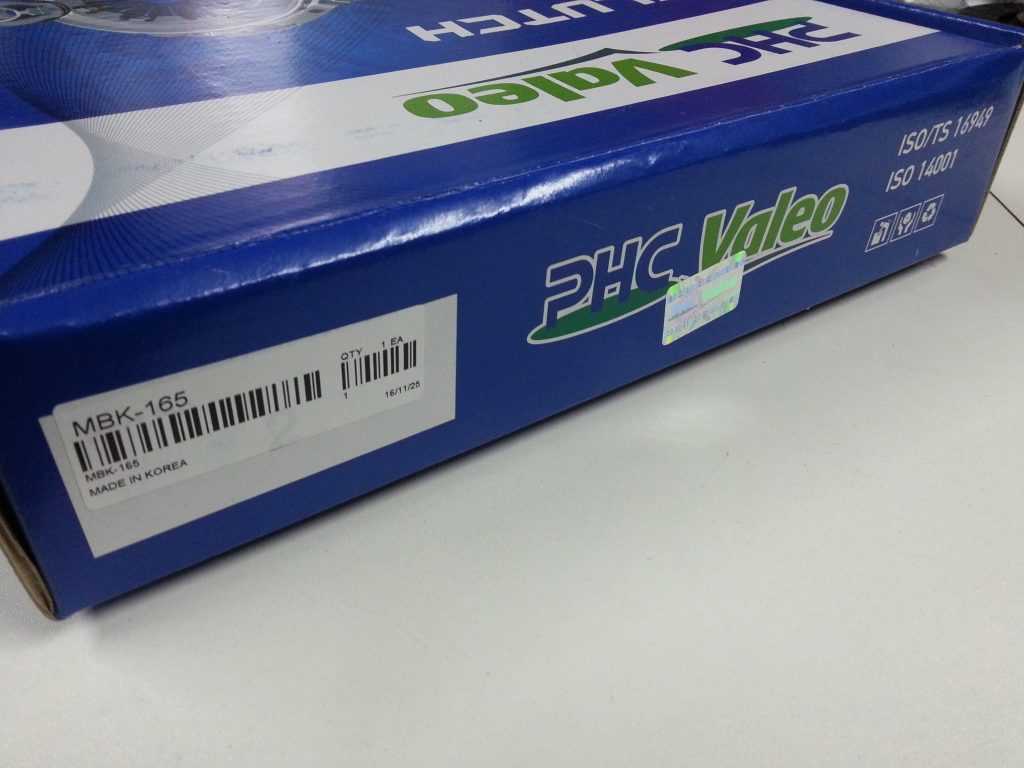 CLUTCH
PHC Valeo
ISO/TS 16949
ISO 14001
PHC Valeo
MBK-165
QTY 1 EA
MBK-165
1 16/11/25
MADE IN KOREA